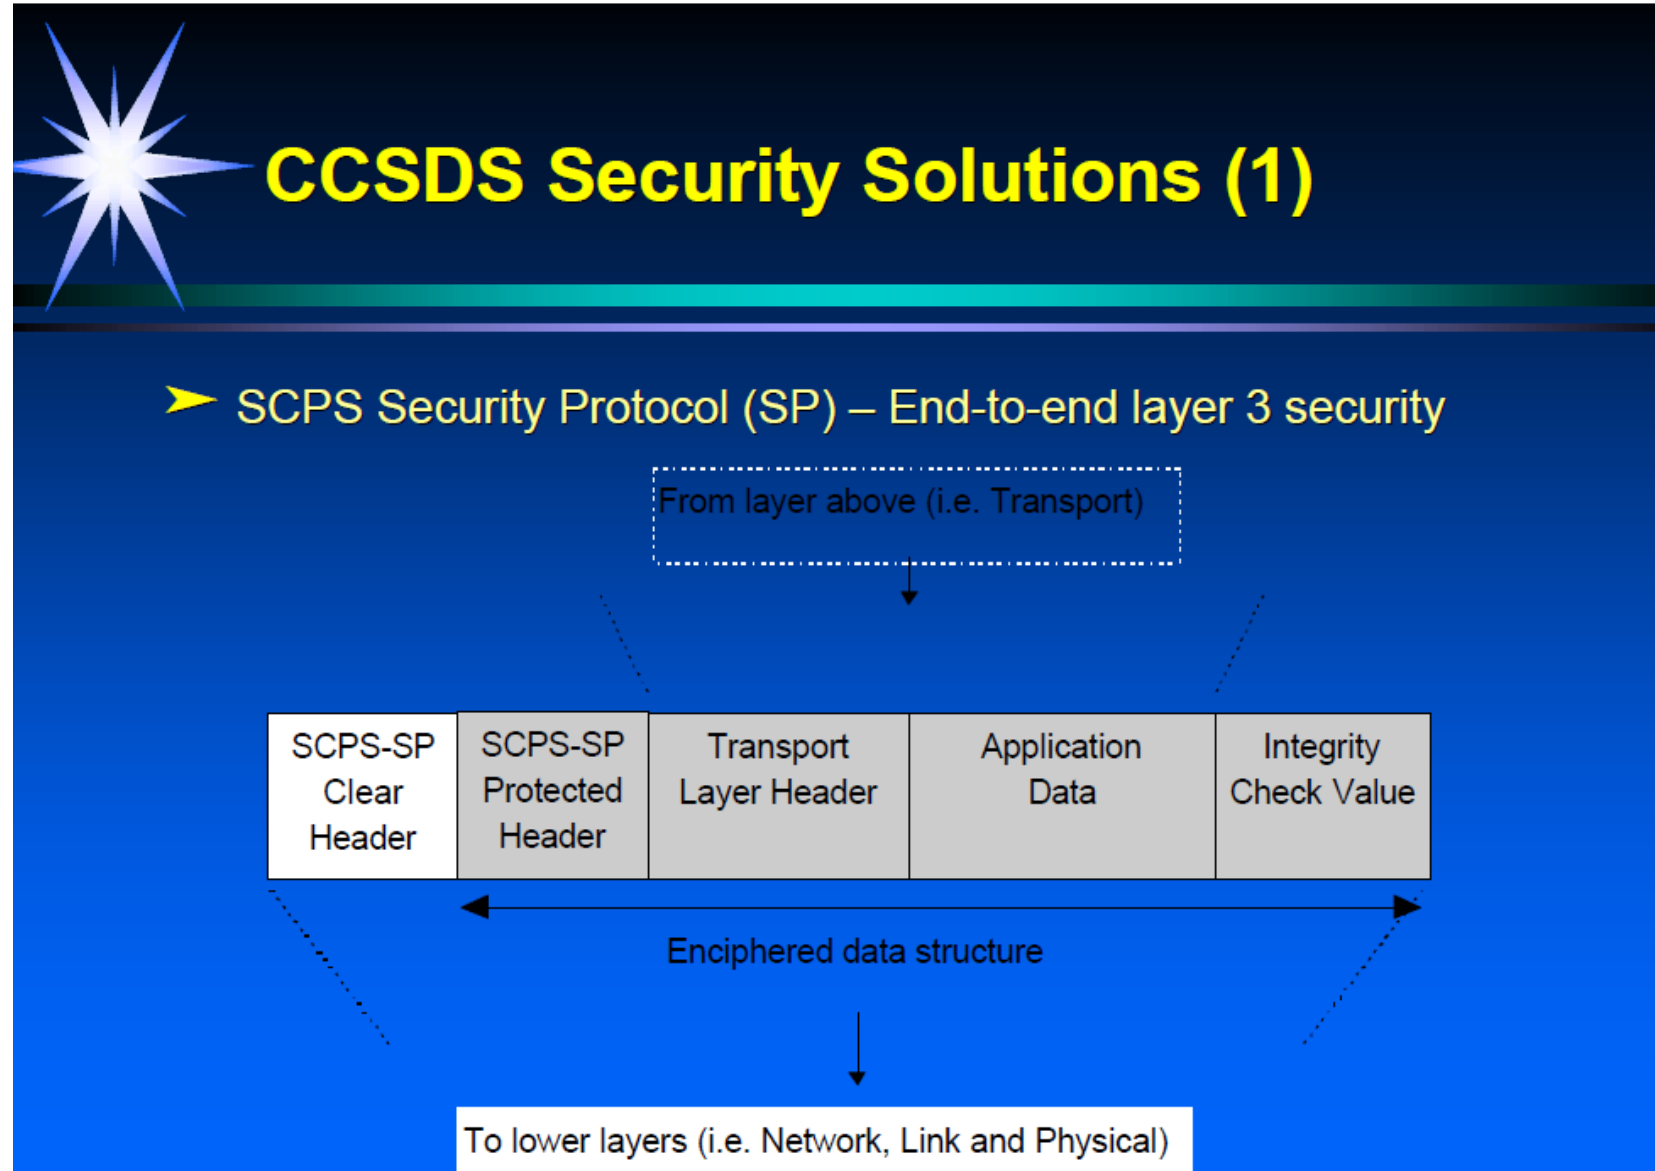 CCSDS Security Solutions (1)
SCPS Security Protocol (SP) – End-to-end layer 3 security
From layer above (i.e. Transport)
SCPS-SP
Clear
Header
SCPS-SP
Protected
Header
Transport
Layer Header
Application
Data
Integrity
Check Value
Enciphered data structure
To lower layers (i.e. Network, Link and Physical)